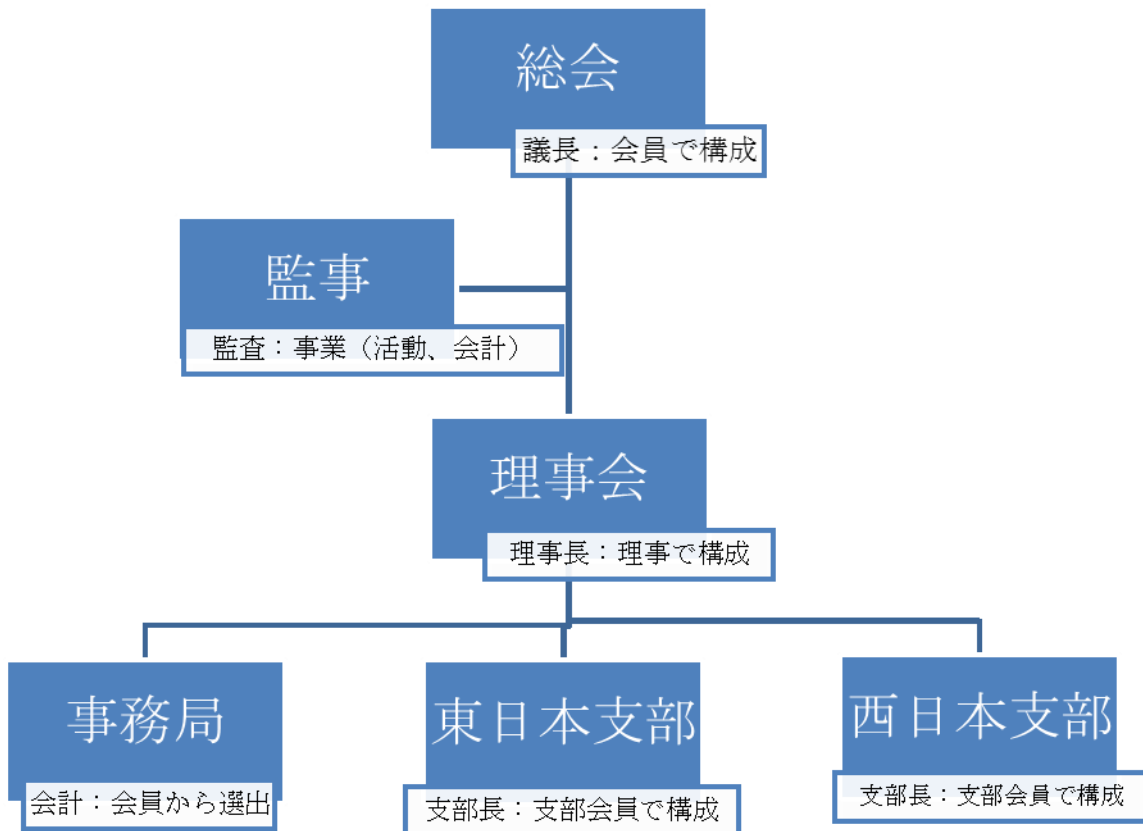 総会
議長：会員で構成
監事
監査：事業（活動、会計）
理事会
理事長：理事で構成
事務局
会計：会員から選出
東日本支部
支部長：支部会員で構成
西日本支部
支部長：支部会員で構成